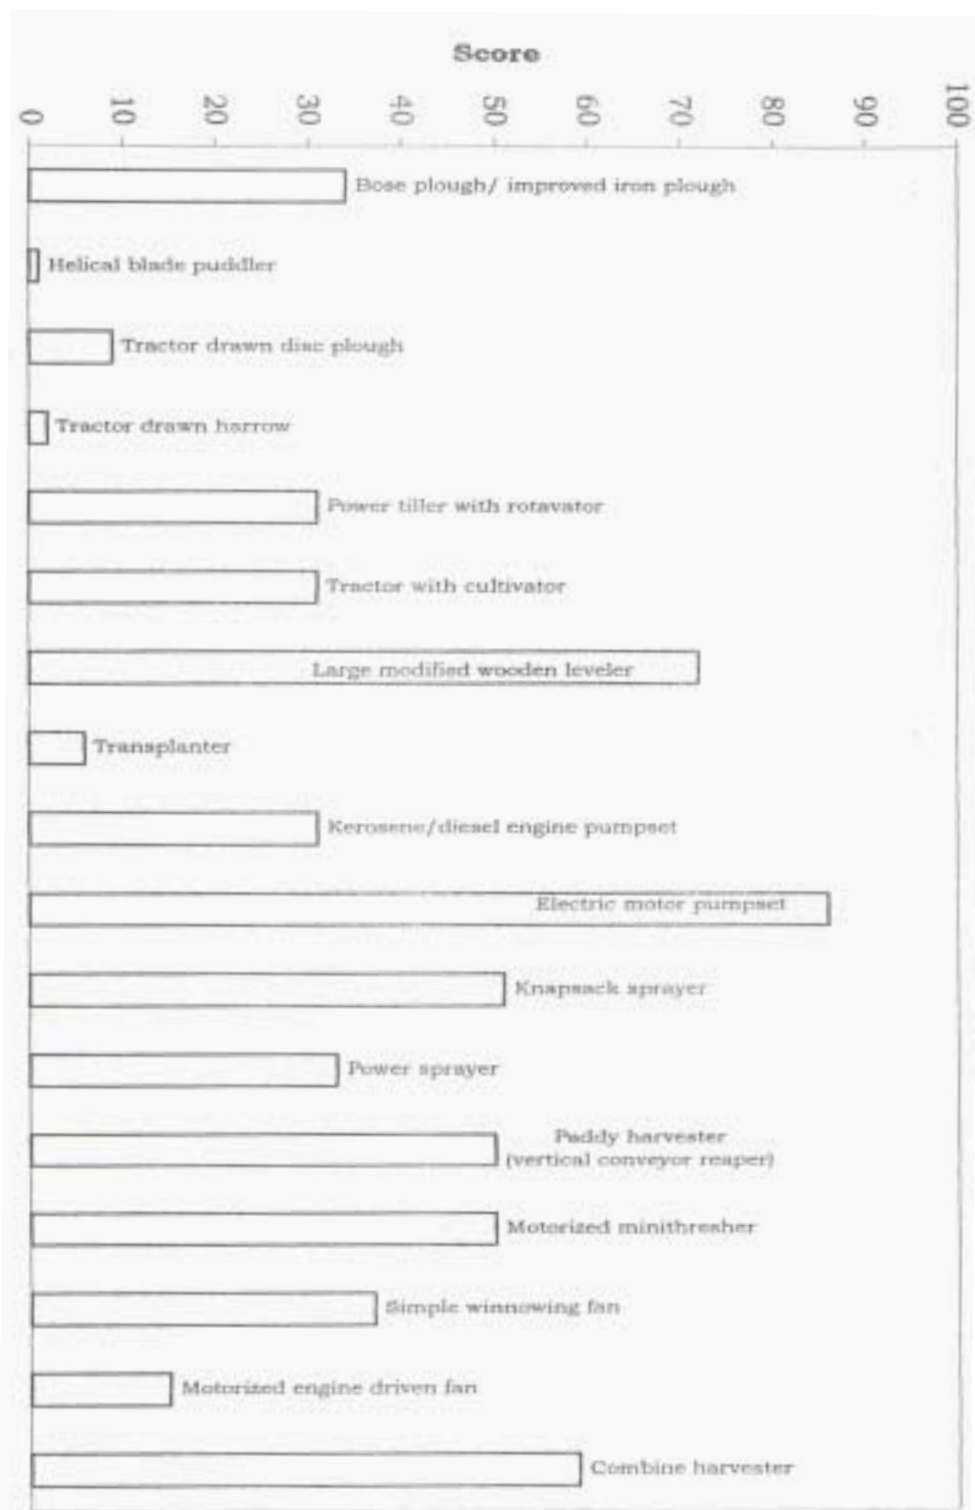 Score
0
10
20
30
40
50
60
70
80
90
100
Bose plough/ improved iron plough
Helical blade puddler
Tractor drawn disc plough
Tractor drawn harrow
Power tiller with rotavator
Tractor with cultivator
Large modified wooden leveler
Transplanter
Kerosene/diesel engine pumpset
Electric motor pumpset
Knapsack sprayer
Power sprayer
Paddy harvester
(vertical conveyor reaper)
Motorized minithresher
Simple winnowing fan
Motorized engine driven fan
Combine harvester